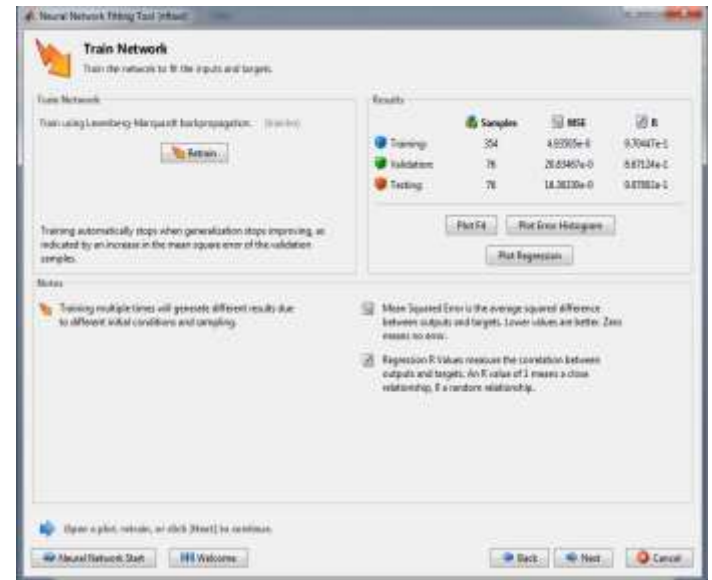 Neural Network Fitting Tool (nftool)
Train Network
Train the network to fit the inputs and targets.
Train Network
Train using Levenberg-Marquardt backpropagation. (trainlm)
Retrain
Training automatically stops when generalization stops improving, as
indicated by an increase in the mean square error of the validation
samples.
Results
Samples MSE R
Training: 354
Validation: 76
Testing: 76
Plot Fit Plot Error Histogram
Plot Regression
Notes
Training multiple times will generate different results due
to different initial conditions and sampling.
Mean Squared Error is the average squared difference
between outputs and targets. Lower values are better. Zero
means no error.
Regression R Values measure the correlation between
outputs and targets. An R value of 1 means a close
relationship, 0 a random relationship.
Open a plot, retrain, or click [Next] to continue.
Neural Network Start Welcome Back Next Cancel